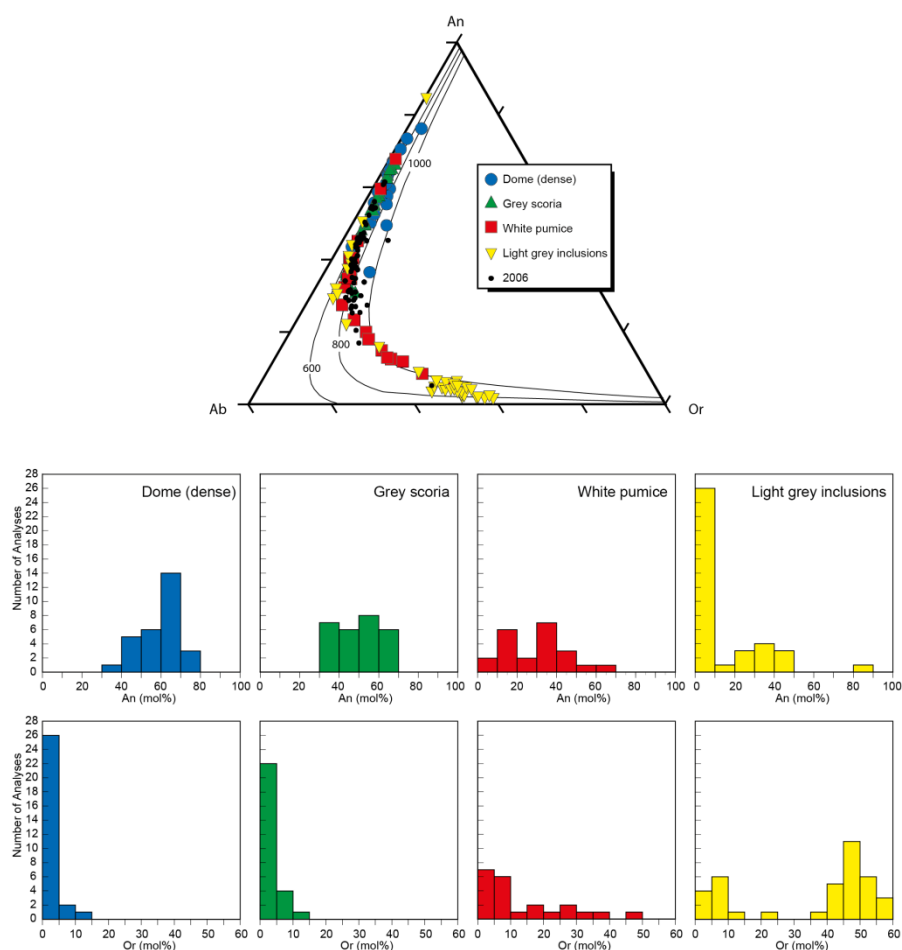 An
1000
Dome (dense)
Grey scoria
White pumice
Light grey inclusions
2006
800
600
Ab
Or
28
26
24
22
20
18
16
14
12
10
8
6
4
2
0
Number of Analyses
Dome (dense)
Grey scoria
White pumice
Light grey inclusions
0 20 40 60 80 100
An (mol%)
0 20 40 60 80 100
An (mol%)
0 20 40 60 80 100
An (mol%)
0 20 40 60 80 100
An (mol%)
28
26
24
22
20
18
16
14
12
10
8
6
4
2
0
Number of Analyses
0 10 20 30 40 50 60
Or (mol%)
0 10 20 30 40 50 60
Or (mol%)
0 10 20 30 40 50 60
Or (mol%)
0 10 20 30 40 50 60
Or (mol%)